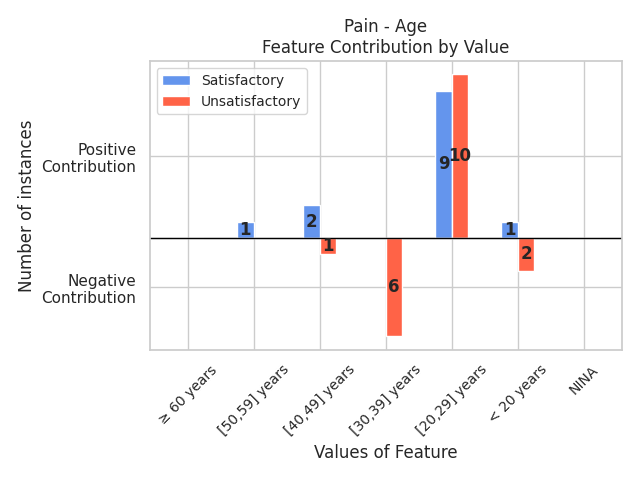 Pain - Age
Feature Contribution by Value
Satisfactory
Unsatisfactory
Number of instances
Positive
Contribution
Negative
Contribution
1
2
1
6
9
10
1
2
≥ 60 years
[50,59] years
[40,49] years
[30,39] years
[20,29] years
< 20 years
NINA
Values of Feature